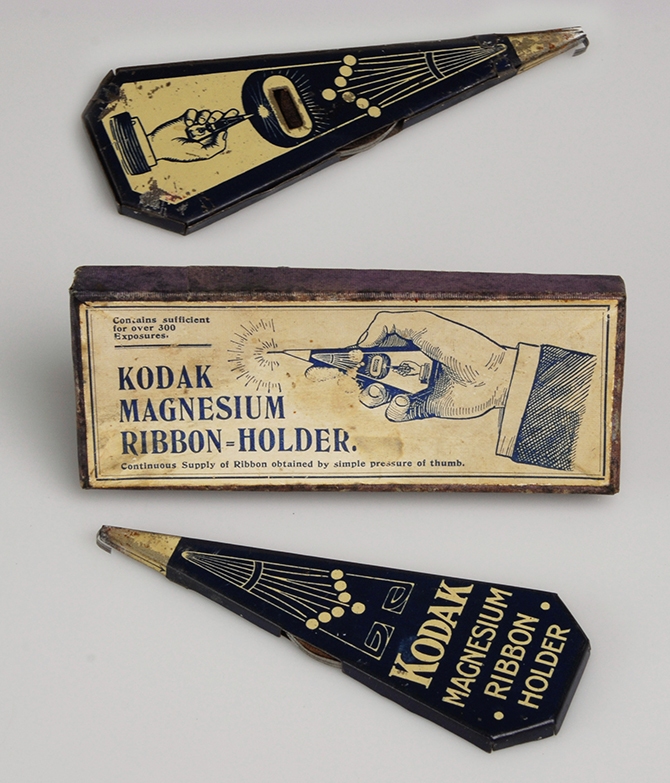 Contains sufficient
for over 300
Exposures.
KODAK
MAGNESIUM
RIBBON=HOLDER.
Continuous Supply of Ribbon obtained by simple pressure of thumb.
KODAK
MAGNESIUM
RIBBON
HOLDER